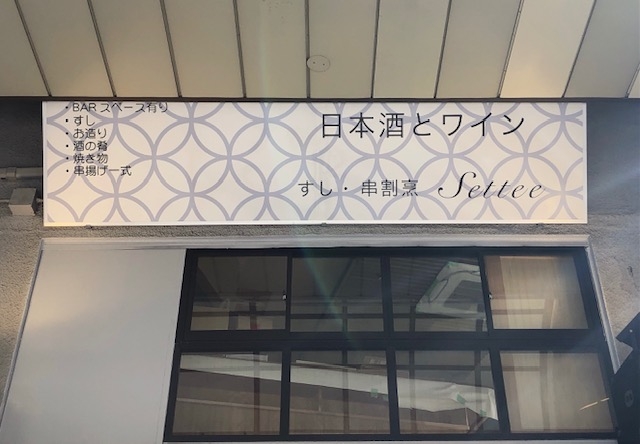 ・BARスペース有り
・すし
・お造り
・酒の肴
・焼き物
・串揚げ一式
日本酒とワイン
すし・串割烹 Settee